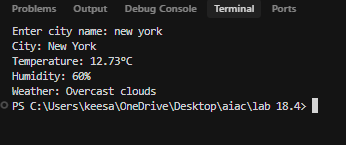 Problems Output Debug Console Terminal Ports
Enter city name: new york
City: New York
Temperature: 12.73°C
Humidity: 60%
Weather: Overcast clouds
PS C:\Users\keesa\OneDrive\Desktop\aiac\lab 18.4>